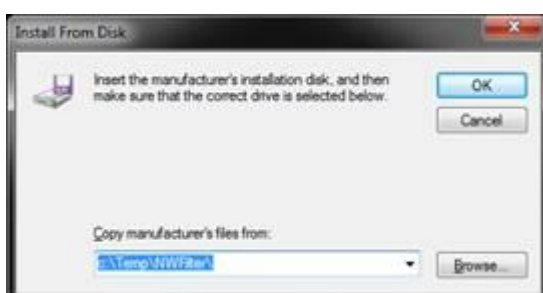 Install From Disk
Insert the manufacturer's installation disk, and then
make sure that the correct drive is selected below.
OK
Cancel
Copy manufacturer's files from:
c:\Temp\NWFilter\
Browse...